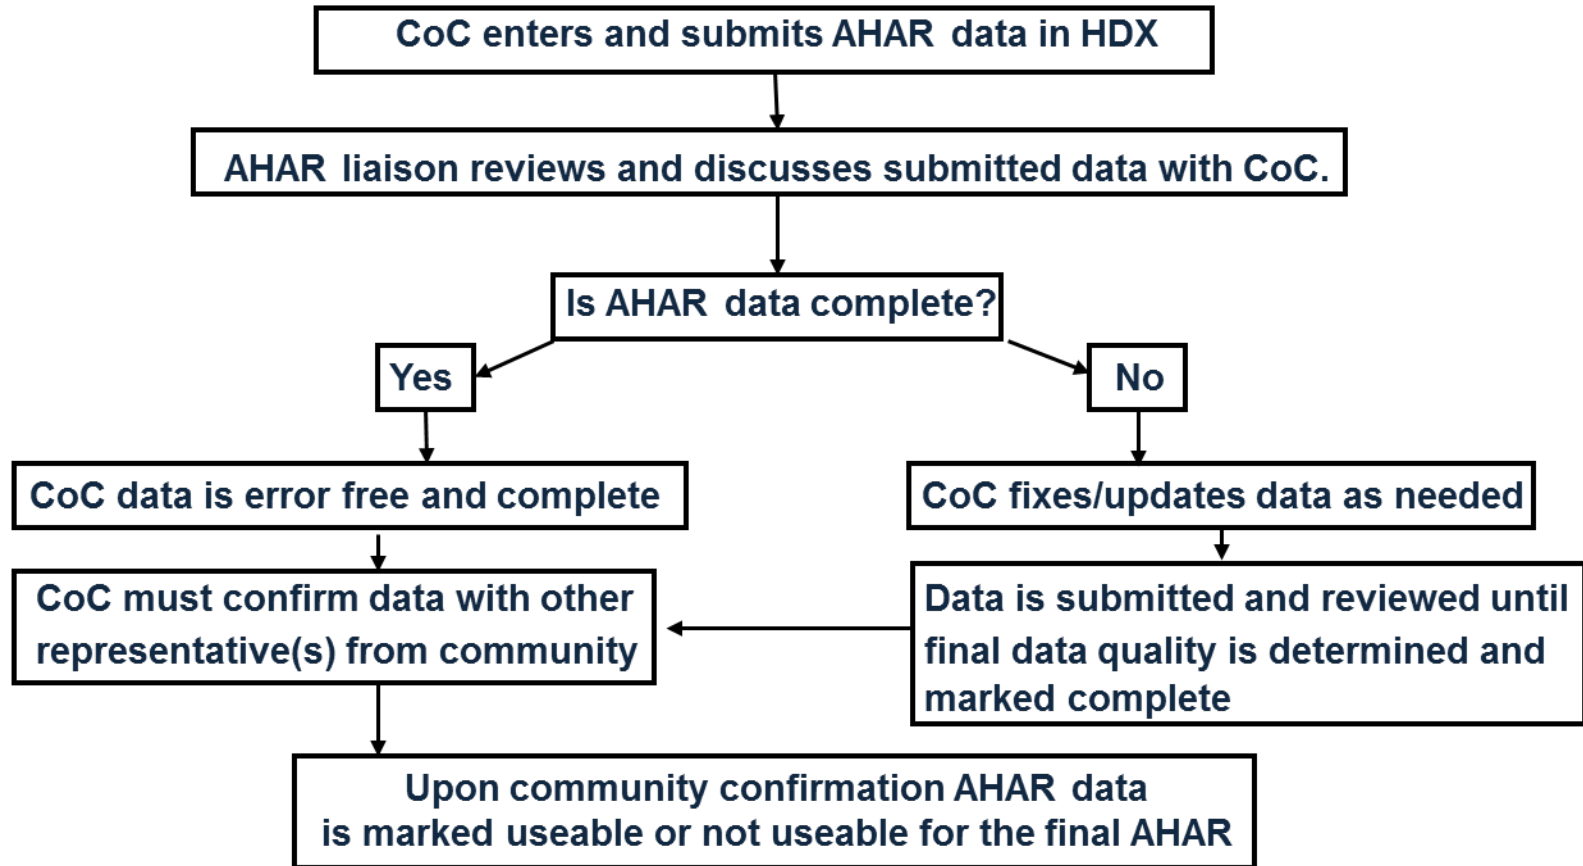 CoC enters and submits AHAR data in HDX
AHAR liaison reviews and discusses submitted data with CoC.
Is AHAR data complete?
Yes
No
CoC data is error free and complete
CoC fixes/updates data as needed
CoC must confirm data with other
representative(s) from community
Data is submitted and reviewed until
final data quality is determined and
marked complete
Upon community confirmation AHAR data
is marked useable or not useable for the final AHAR